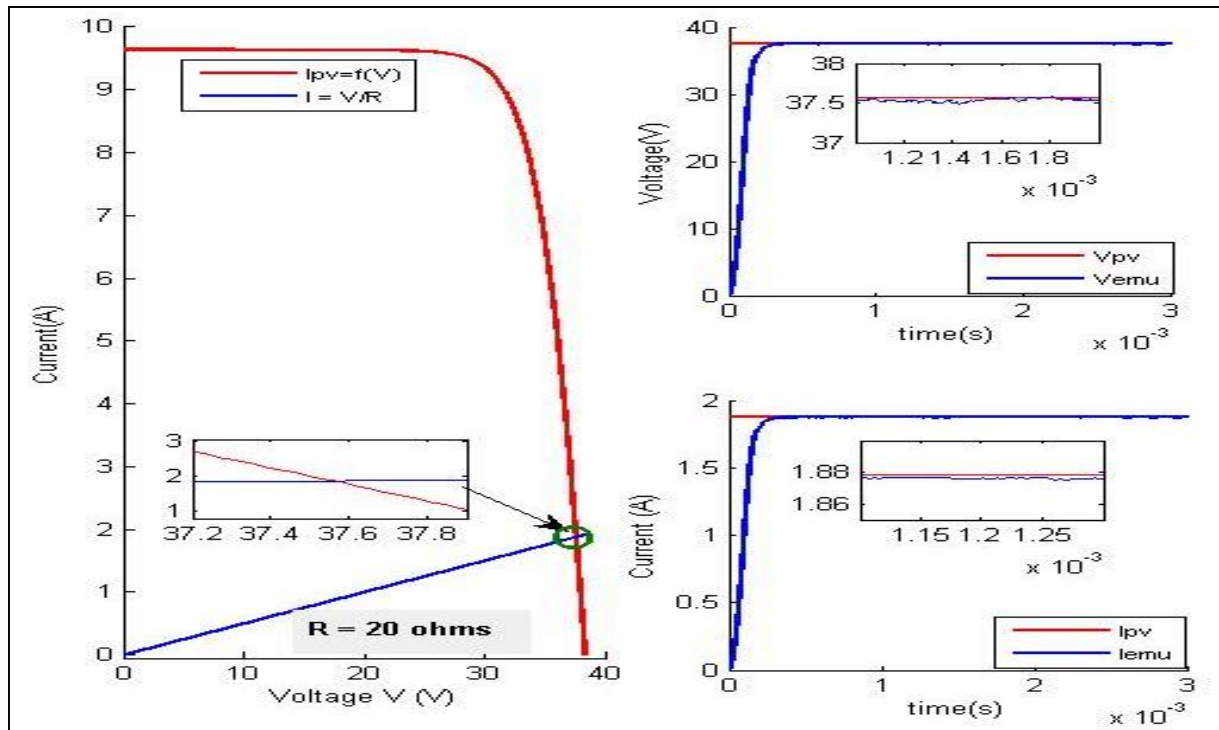 10
9
8
7
6
5
4
3
2
1
0
Current(A)
Ipv=f(V)
I = V/R
3
2
1
37.2 37.4 37.6 37.8
R = 20 ohms
0 10 20 30 40
Voltage V (V)
40
30
20
10
0
Voltage(V)
38
37.5
37
1.2 1.4 1.6 1.8
x 10^-3
Vpv
Vemu
0 1 2 3
time(s)
x 10^-3
2
1.5
1
0.5
0
Current (A)
1.88
1.86
1.15 1.2 1.25
x 10^-3
Ipv
Iemu
0 1 2 3
time(s)
x 10^-3